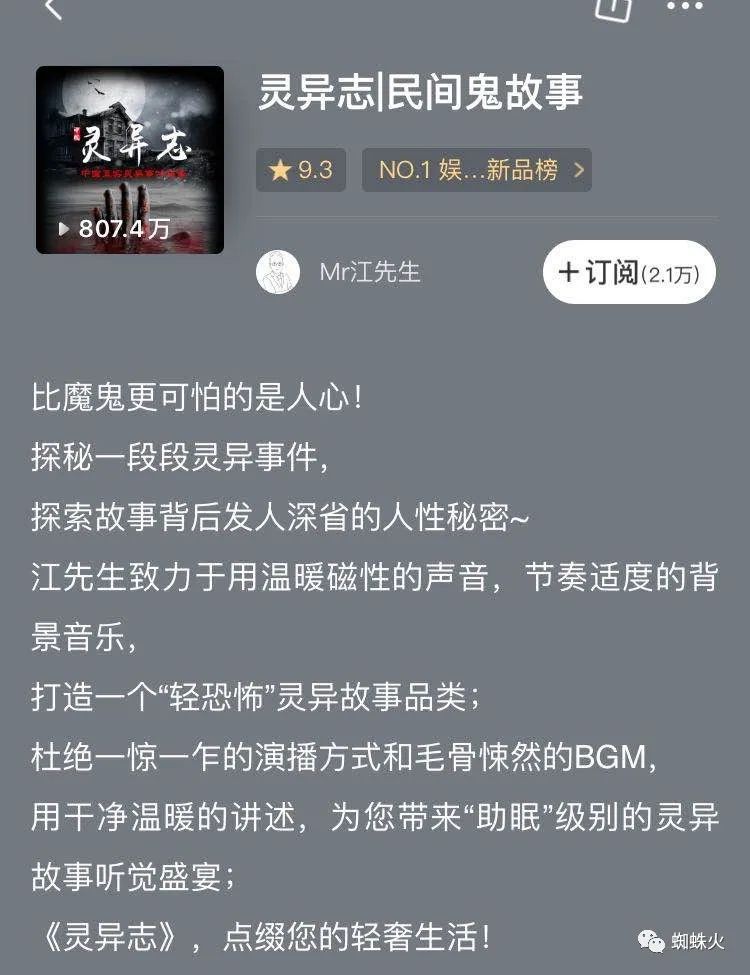 灵异志|民间鬼故事
灵异志
★ 9.3
NO.1 娱...新品榜 >
807.4万
Mr江先生
+订阅(2.1万)
比魔鬼更可怕的是人心！
探秘一段段灵异事件，
探索故事背后发人深省的人性秘密~
江先生致力于用温暖磁性的声音，节奏适度的背
景音乐，
打造一个“轻恐怖”灵异故事品类；
杜绝一惊一乍的演播方式和毛骨悚然的BGM，
用干净温暖的讲述，为您带来“助眠”级别的灵异
故事听觉盛宴；
《灵异志》，点缀您的轻奢生活！
蜘蛛火